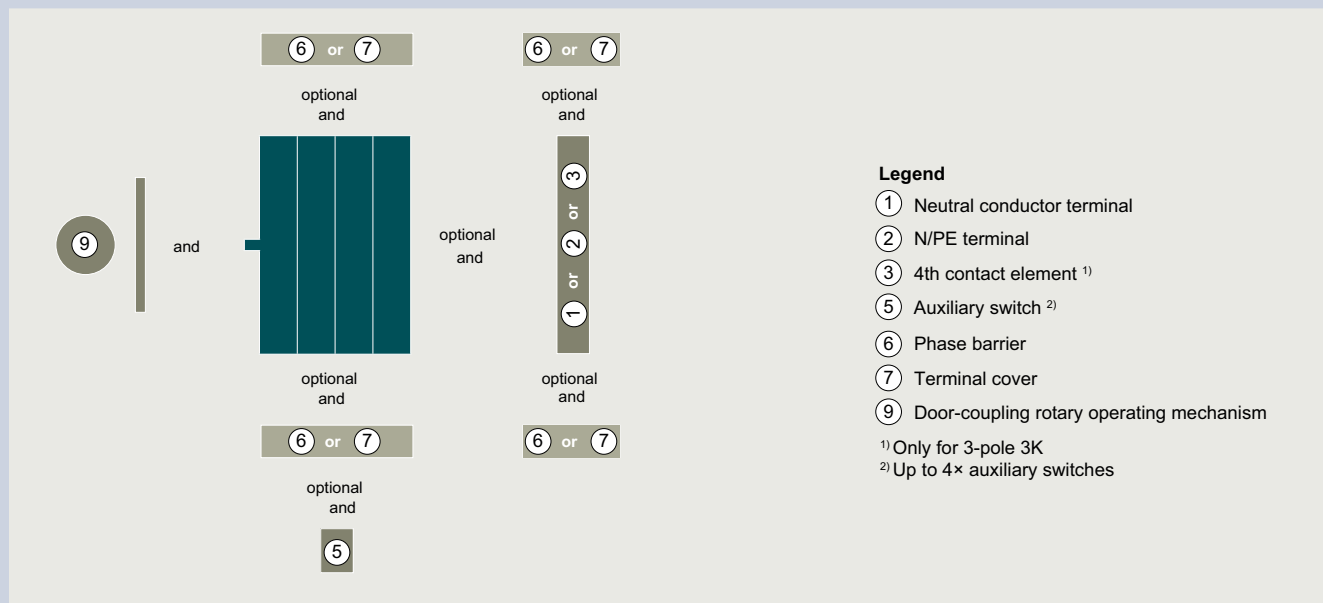 6 or 7
6 or 7
optional
and
optional
and
9
and
optional
and
1 or 2 or 3
optional
and
optional
and
6 or 7
6 or 7
optional
and
5
Legend
1 Neutral conductor terminal
2 N/PE terminal
3 4th contact element 1)
5 Auxiliary switch 2)
6 Phase barrier
7 Terminal cover
9 Door-coupling rotary operating mechanism
1) Only for 3-pole 3K
2) Up to 4× auxiliary switches